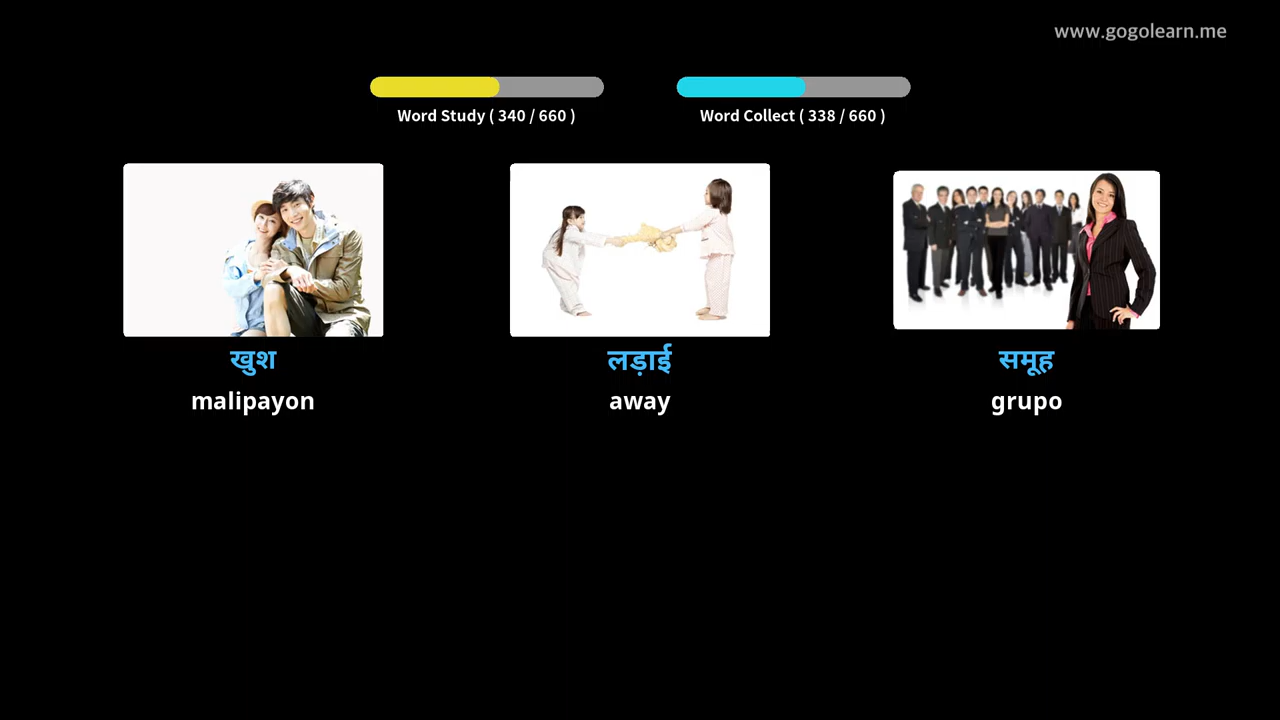 www.gogolearn.me
Word Study ( 340 / 660 )
Word Collect ( 338 / 660 )
खुश
लड़ाई
समूह
malipayon
away
grupo